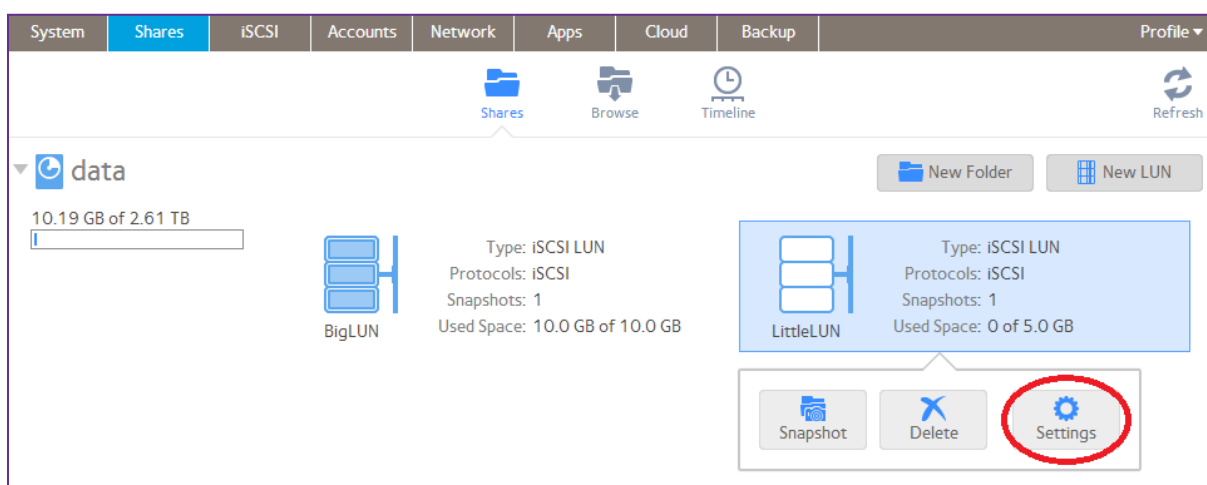 System Shares iSCSI Accounts Network Apps Cloud Backup Profile
Shares Browse Timeline Refresh
data New Folder New LUN
10.19 GB of 2.61 TB
Type: iSCSI LUN
Protocols: iSCSI
Snapshots: 1
Used Space: 10.0 GB of 10.0 GB
BigLUN
Type: iSCSI LUN
Protocols: iSCSI
Snapshots: 1
Used Space: 0 of 5.0 GB
LittleLUN
Snapshot Delete Settings